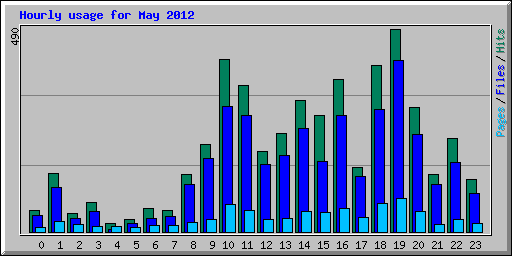 Hourly usage for May 2012
490
Pages / Files / Hits
0 1 2 3 4 5 6 7 8 9 10 11 12 13 14 15 16 17 18 19 20 21 22 23